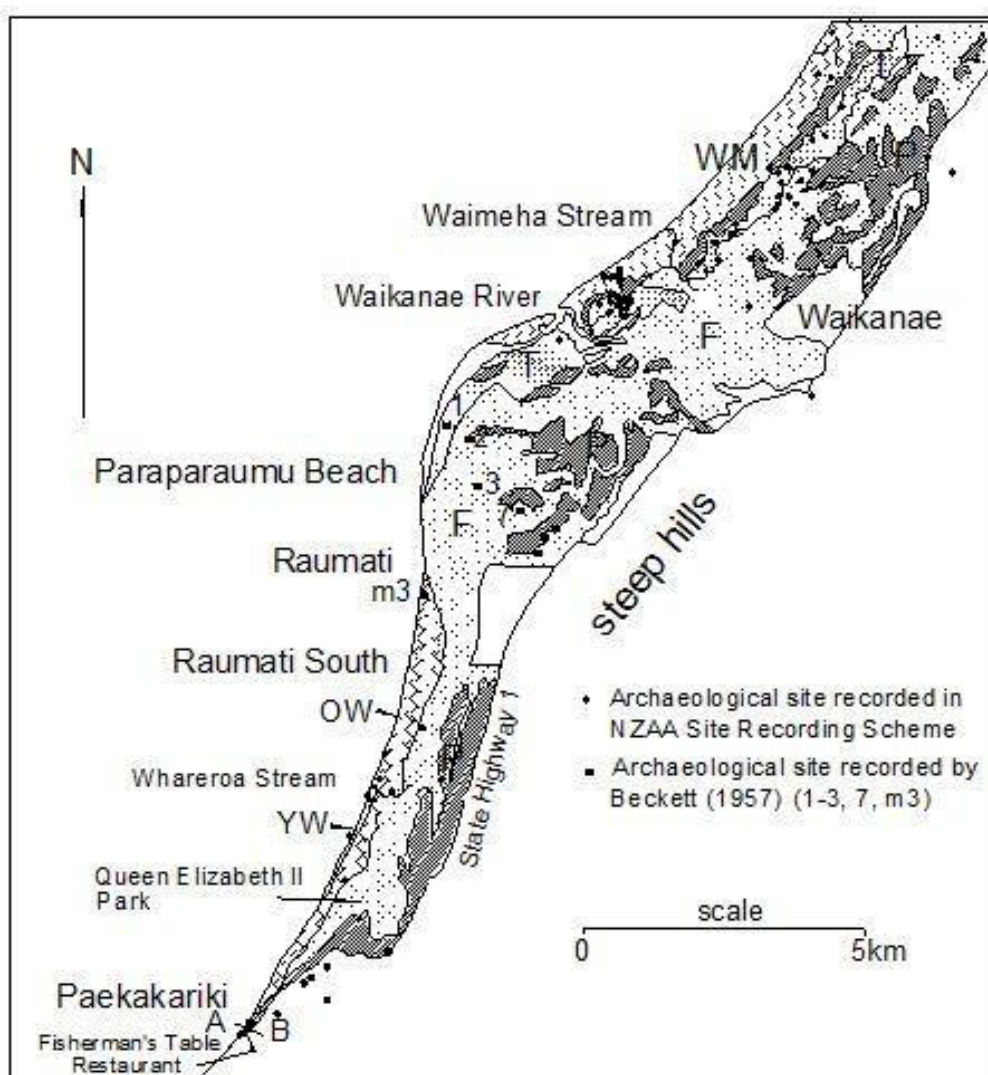 T
WM
P
N
Waimeha Stream
Waikanae River
Waikanae
F
T
1
2
P
Paraparaumu Beach
3
7
F
Raumati
m3
steep hills
Raumati South
OW
P
State Highway 1
Whareroa Stream
YW
Queen Elizabeth II
Park
Archaeological site recorded in
NZAA Site Recording Scheme
Archaeological site recorded by
Beckett (1957) (1-3, 7, m3)
scale
0 5km
Paekakariki
A B
Fisherman's Table
Restaurant